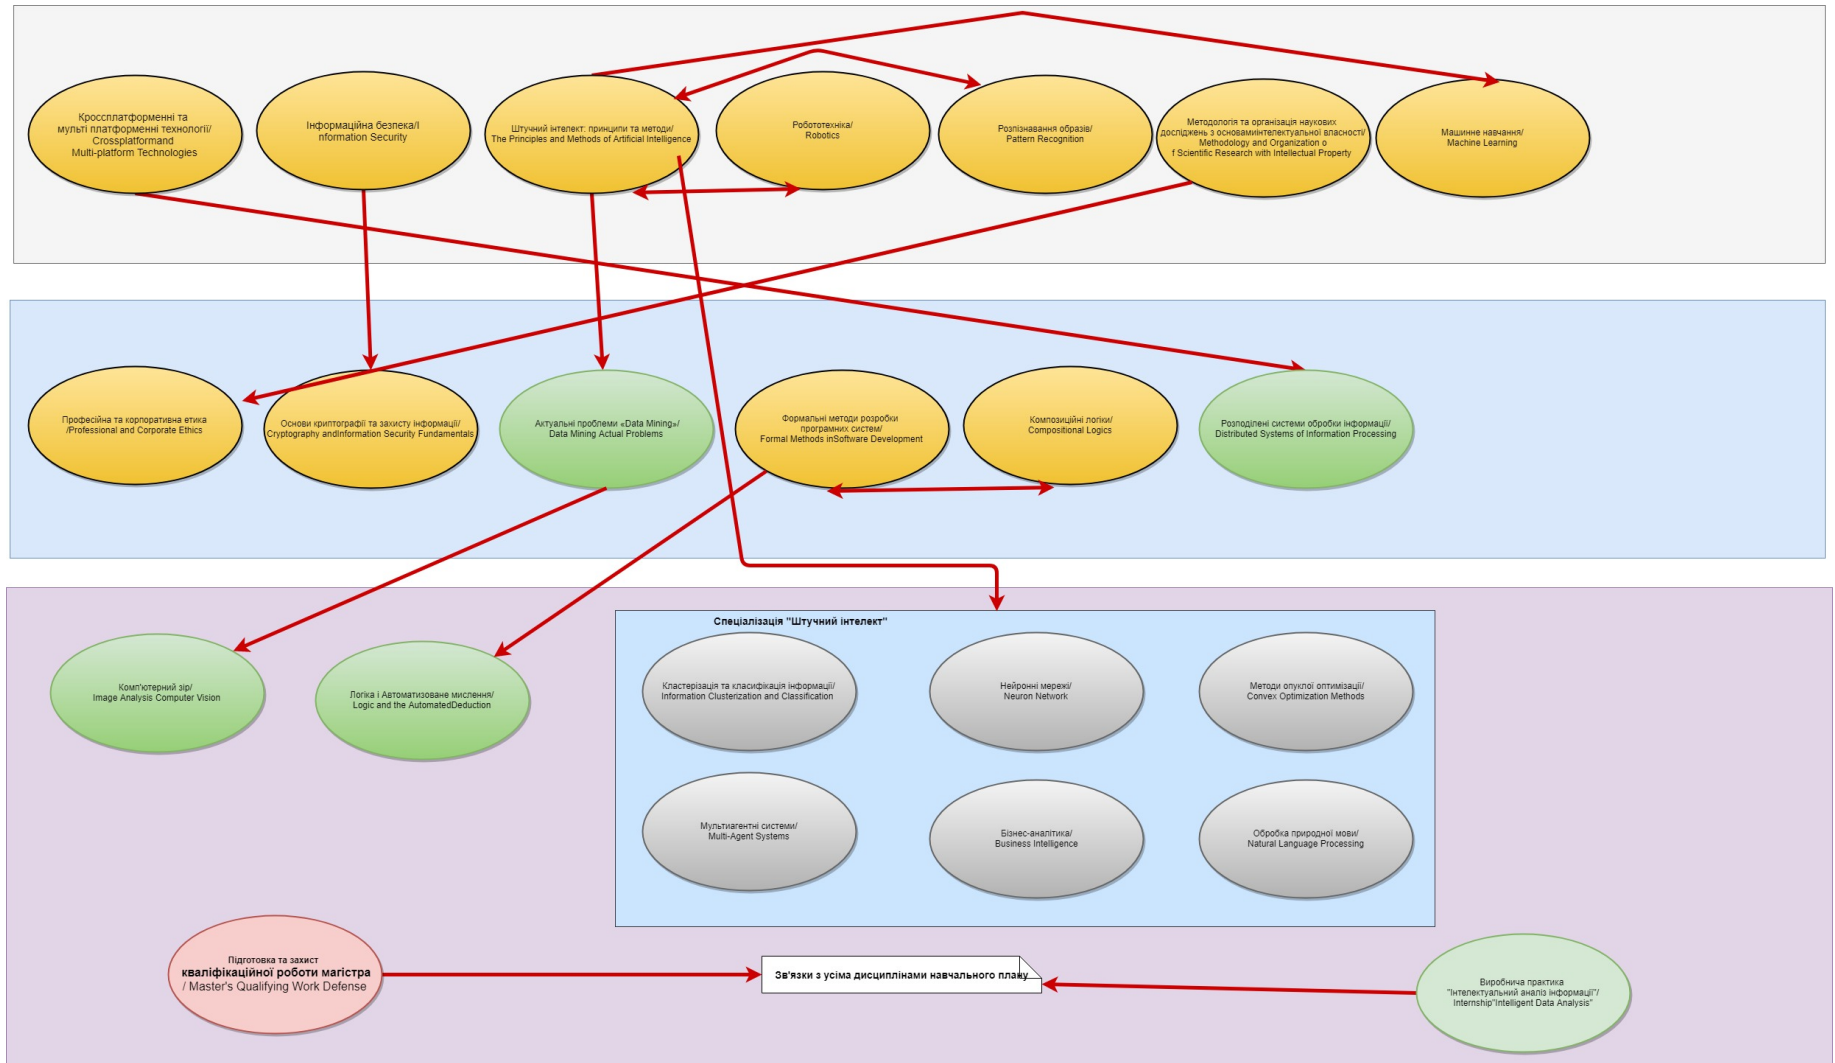 Кроссплатформенні та
мульті платформенні технології/
Crossplatformand
Multi-platform Technologies
Інформаційна безпека/I
nformation Security
Штучний інтелект: принципи та методи/
The Principles and Methods of Artificial Intelligence
Робототехніка/
Robotics
Розпізнавання образів/
Pattern Recognition
Методологія та організація наукових
досліджень з основамиінтелектуальної власності/
Methodology and Organization o
f Scientific Research with Intellectual Property
Машинне навчання/
Machine Learning
Професійна та корпоративна етика
/Professional and Corporate Ethics
Основи криптографії та захисту інформації/
Cryptography andInformation Security Fundamentals
Актуальні проблеми «Data Mining»/
Data Mining Actual Problems
Формальні методи розробки
програмних систем/
Formal Methods inSoftware Development
Композиційні логіки/
Compositional Logics
Розподілені системи обробки інформації/
Distributed Systems of Information Processing
Комп'ютерний зір/
Image Analysis Computer Vision
Логіка і Автоматизоване мислення/
Logic and the AutomatedDeduction
Спеціалізація "Штучний інтелект"
Кластерізація та класифікація інформації/
Information Clusterization and Classification
Нейронні мережі/
Neuron Network
Методи опуклої оптимізації/
Convex Optimization Methods
Мультиагентні системи/
Multi-Agent Systems
Бізнес-аналітика/
Business Intelligence
Обробка природної мови/
Natural Language Processing
Підготовка та захист
кваліфікаційної роботи магістра
/ Master's Qualifying Work Defense
Зв'язки з усіма дисциплінами навчального плану
Виробнича практика
"Інтелектуальний аналіз інформації"/
Internship"Intelligent Data Analysis"